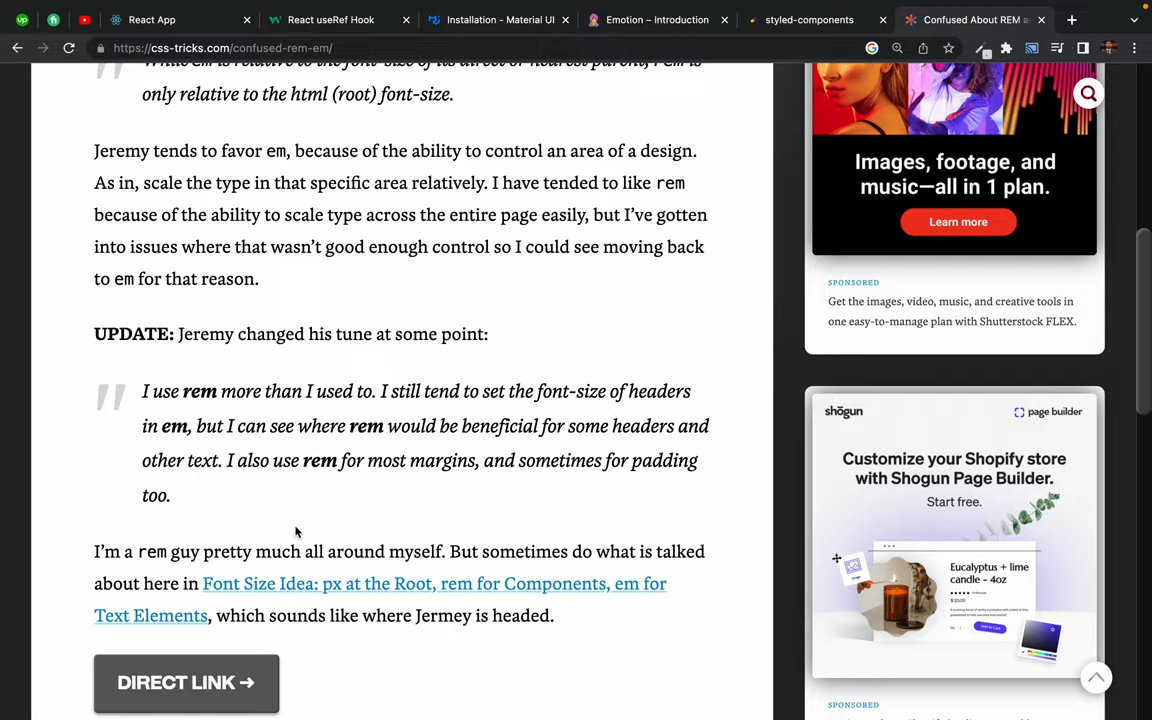 React App
React useRef Hook
Installation - Material UI
Emotion – Introduction
styled-components
Confused About REM
https://css-tricks.com/confused-rem-em/
only relative to the html (root) font-size.
Jeremy tends to favor em, because of the ability to control an area of a design.
As in, scale the type in that specific area relatively. I have tended to like rem
because of the ability to scale type across the entire page easily, but I’ve gotten
into issues where that wasn’t good enough control so I could see moving back
to em for that reason.
UPDATE: Jeremy changed his tune at some point:
" I use rem more than I used to. I still tend to set the font-size of headers
in em, but I can see where rem would be beneficial for some headers and
other text. I also use rem for most margins, and sometimes for padding
too.
I’m a rem guy pretty much all around myself. But sometimes do what is talked
about here in Font Size Idea: px at the Root, rem for Components, em for
Text Elements, which sounds like where Jermey is headed.
DIRECT LINK →
Images, footage, and
music—all in 1 plan.
Learn more
SPONSORED
Get the images, video, music, and creative tools in
one easy-to-manage plan with Shutterstock FLEX.
shōgun
page builder
Customize your Shopify store
with Shogun Page Builder.
Start free.
Eucalyptus + lime
candle - 4oz
Add to Cart
SPONSORED